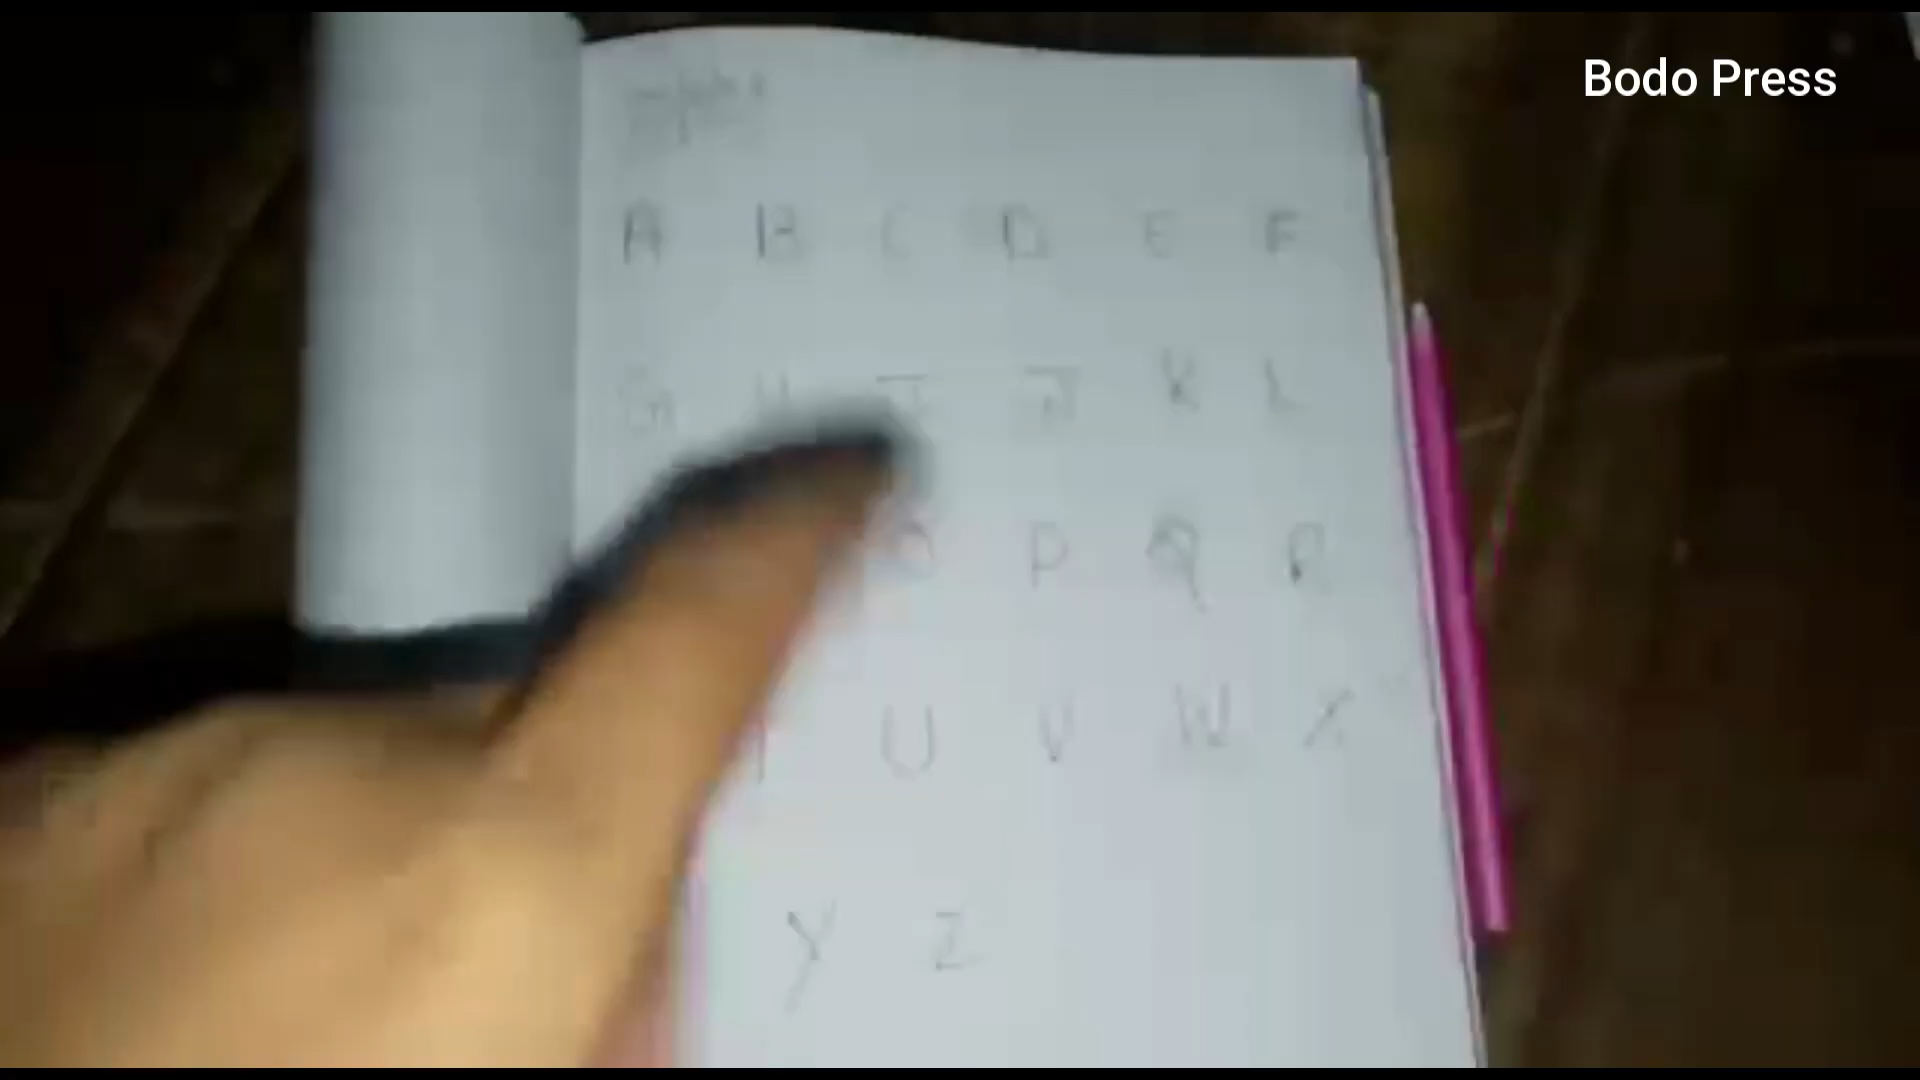 Bodo Press
A B C D E F
G H I J K L
O P Q R
T U V W X
Y Z